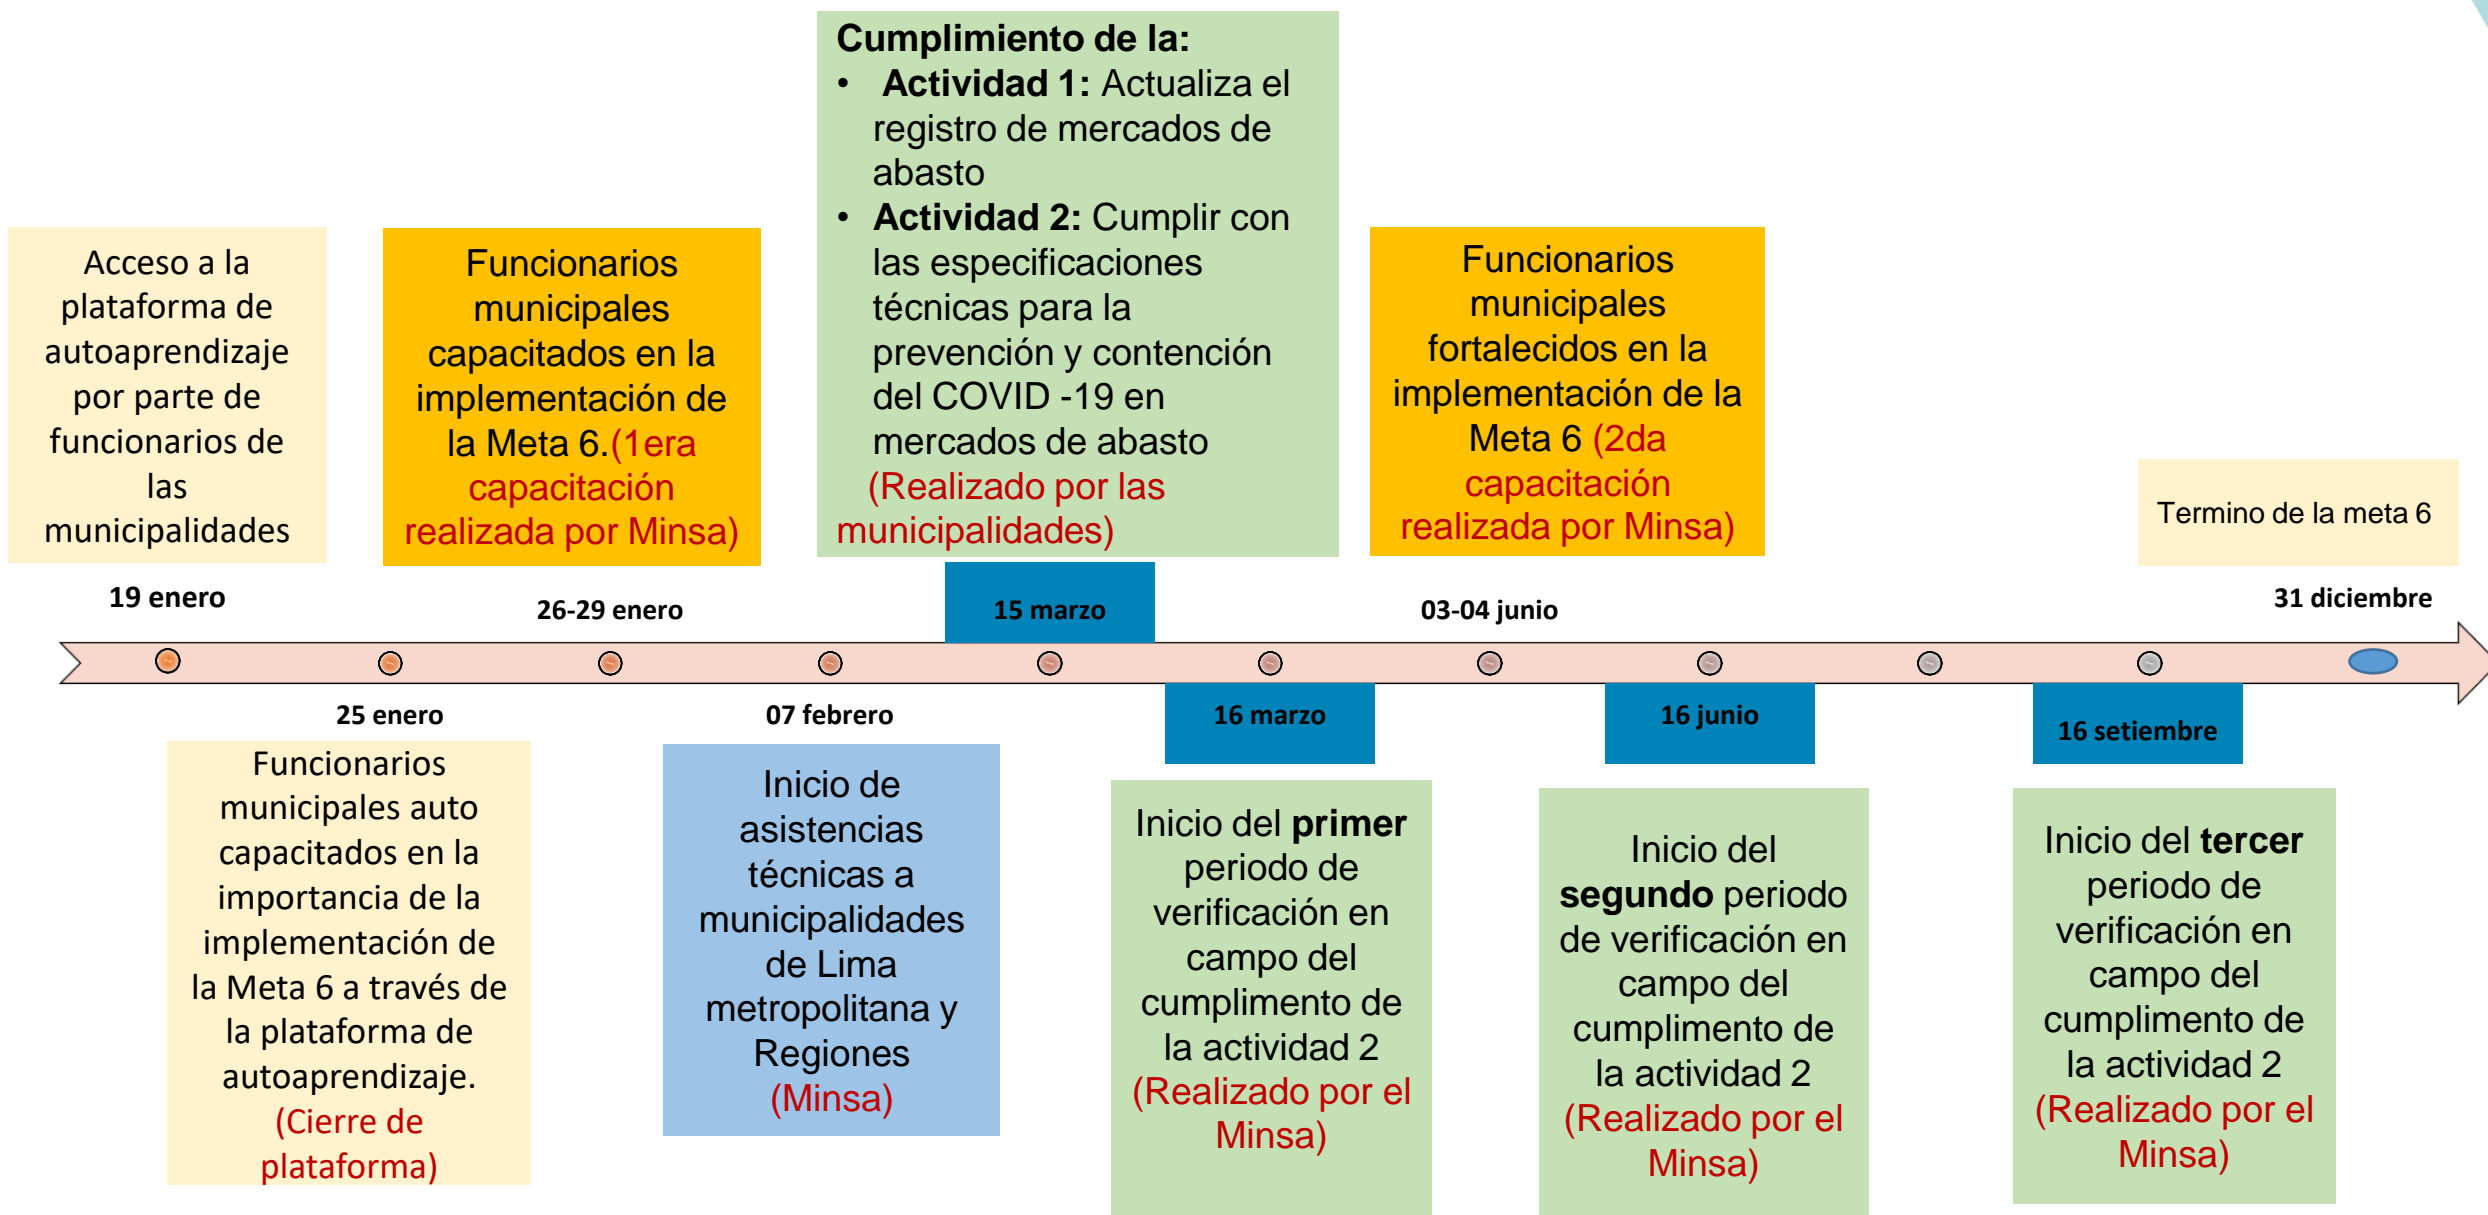 Acceso a la
plataforma de
autoaprendizaje
por parte de
funcionarios de
las
municipalidades
19 enero
Funcionarios
municipales auto
capacitados en la
importancia de la
implementación de
la Meta 6 a través de
la plataforma de
autoaprendizaje.
(Cierre de
plataforma)
25 enero
Funcionarios
municipales
capacitados en la
implementación de
la Meta 6.(1era
capacitación
realizada por Minsa)
26-29 enero
07 febrero
Inicio de
asistencias
técnicas a
municipalidades
de Lima
metropolitana y
Regiones
(Minsa)
Cumplimiento de la:
• Actividad 1: Actualiza el
registro de mercados de
abasto
• Actividad 2: Cumplir con
las especificaciones
técnicas para la
prevención y contención
del COVID -19 en
mercados de abasto
(Realizado por las
municipalidades)
15 marzo
16 marzo
Inicio del primer
periodo de
verificación en
campo del
cumplimento de
la actividad 2
(Realizado por el
Minsa)
Funcionarios
municipales
fortalecidos en la
implementación de la
Meta 6 (2da
capacitación
realizada por Minsa)
03-04 junio
16 junio
Inicio del
segundo periodo
de verificación en
campo del
cumplimento de
la actividad 2
(Realizado por el
Minsa)
16 setiembre
Inicio del tercer
periodo de
verificación en
campo del
cumplimento de
la actividad 2
(Realizado por el
Minsa)
Termino de la meta 6
31 diciembre